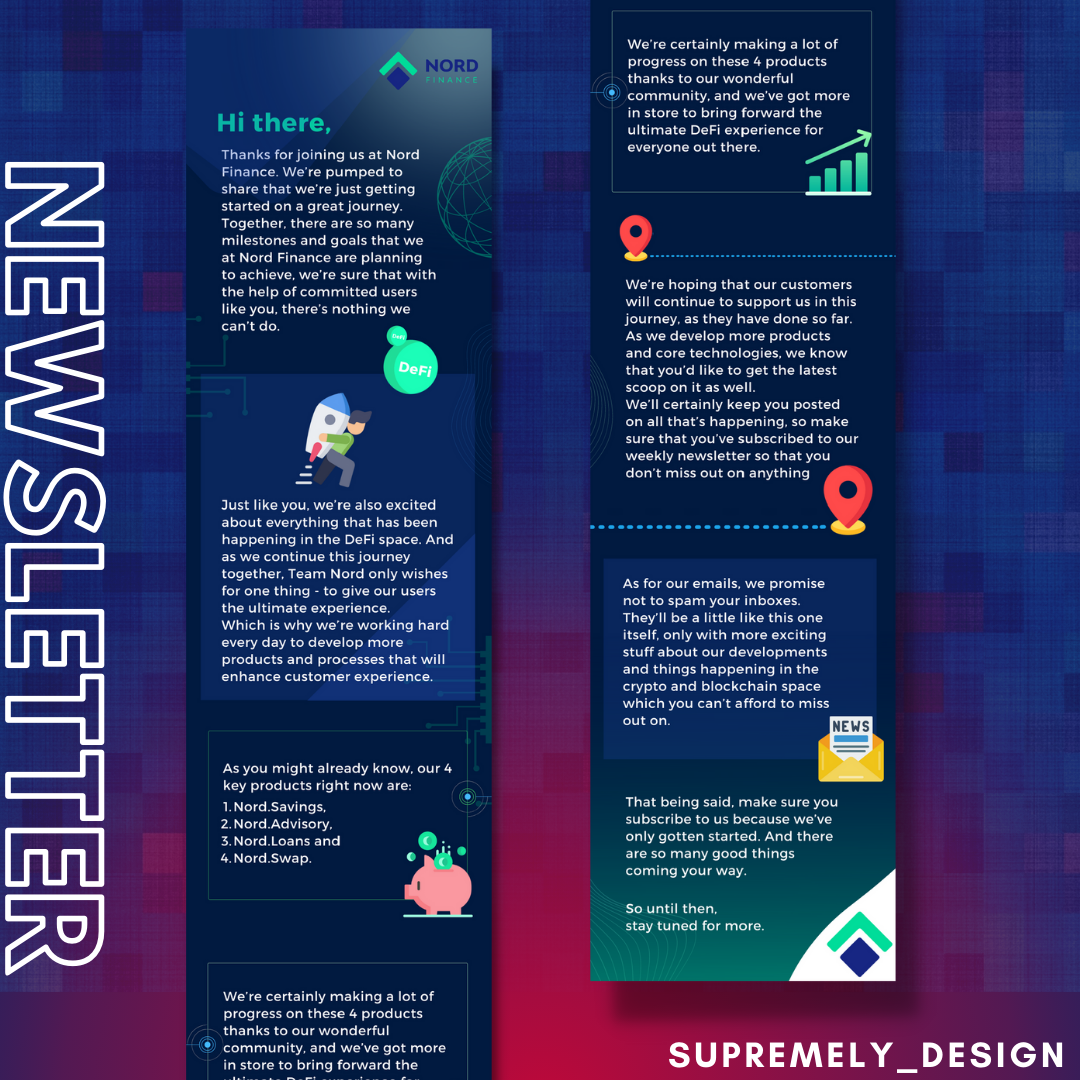 NEWSLETTER
NORD
FINANCE
Hi there,
Thanks for joining us at Nord
Finance. We're pumped to
share that we're just getting
started on a great journey.
Together, there are so many
milestones and goals that we
at Nord Finance are planning
to achieve, we're sure that with
the help of committed users
like you, there's nothing we
can't do.
DeFi
DeFi
Just like you, we're also excited
about everything that has been
happening in the DeFi space. And
as we continue this journey
together, Team Nord only wishes
for one thing - to give our users
the ultimate experience.
Which is why we're working hard
every day to develop more
products and processes that will
enhance customer experience.
As you might already know, our 4
key products right now are:
1. Nord.Savings,
2. Nord.Advisory,
3. Nord.Loans and
4. Nord.Swap.
We're certainly making a lot of
progress on these 4 products
thanks to our wonderful
community, and we've got more
in store to bring forward the
ultimate DeFi experience for
We're certainly making a lot of
progress on these 4 products
thanks to our wonderful
community, and we've got more
in store to bring forward the
ultimate DeFi experience for
everyone out there.
We're hoping that our customers
will continue to support us in this
journey, as they have done so far.
As we develop more products
and core technologies, we know
that you'd like to get the latest
scoop on it as well.
We'll certainly keep you posted
on all that's happening, so make
sure that you've subscribed to our
weekly newsletter so that you
don't miss out on anything
As for our emails, we promise
not to spam your inboxes.
They'll be a little like this one
itself, only with more exciting
stuff about our developments
and things happening in the
crypto and blockchain space
which you can't afford to miss
out on.
NEWS
That being said, make sure you
subscribe to us because we've
only gotten started. And there
are so many good things
coming your way.
So until then,
stay tuned for more.
SUPREMELY_DESIGN